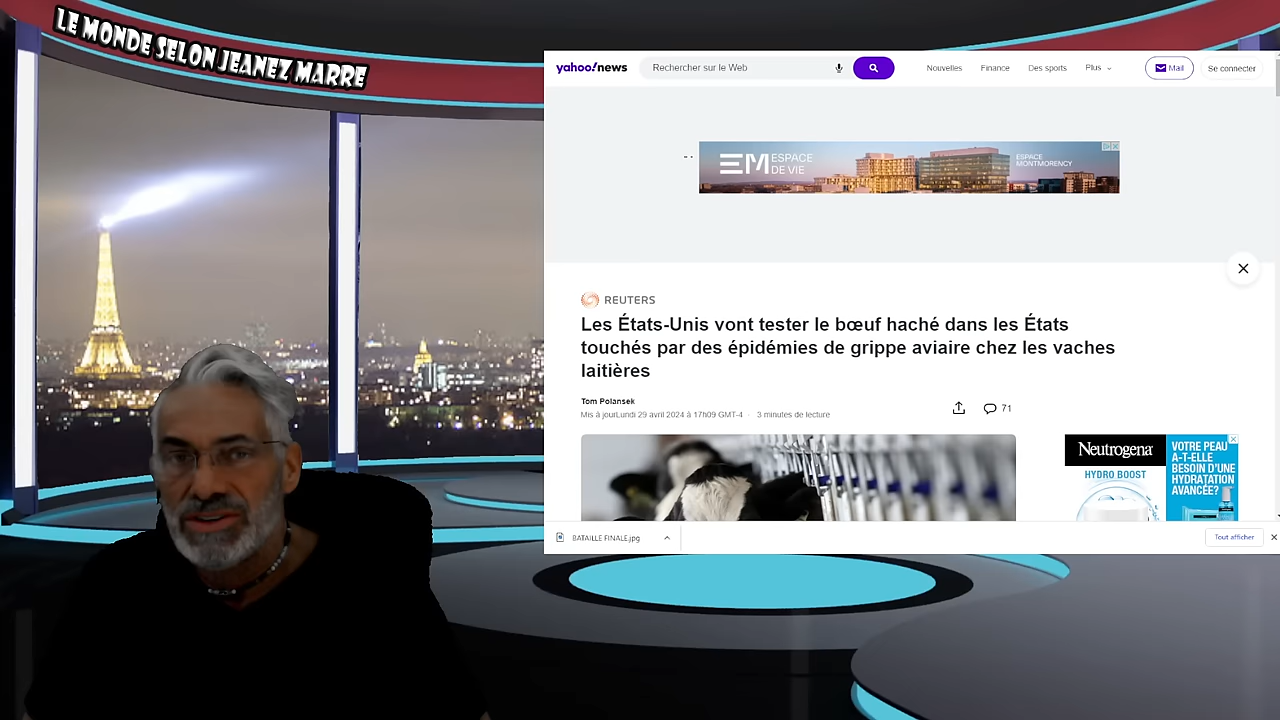 LE MONDE SELON JEANEZ MARRE
yahoo!news
Rechercher sur le Web
Nouvelles
Finance
Des sports
Plus
Mail
Se connecter
EM ESPACE
DE VIE
ESPACE
MONTMORENCY
REUTERS
Les États-Unis vont tester le bœuf haché dans les États
touchés par des épidémies de grippe aviaire chez les vaches
laitières
Tom Polansek
Mis à jourLundi 29 avril 2024 à 17h09 GMT-4 · 3 minutes de lecture
71
Neutrogena
HYDRO BOOST
VOTRE PEAU
A-T-ELLE
BESOIN D'UNE
HYDRATATION
AVANCÉE?
BATAILLE FINALE.jpg
Tout afficher